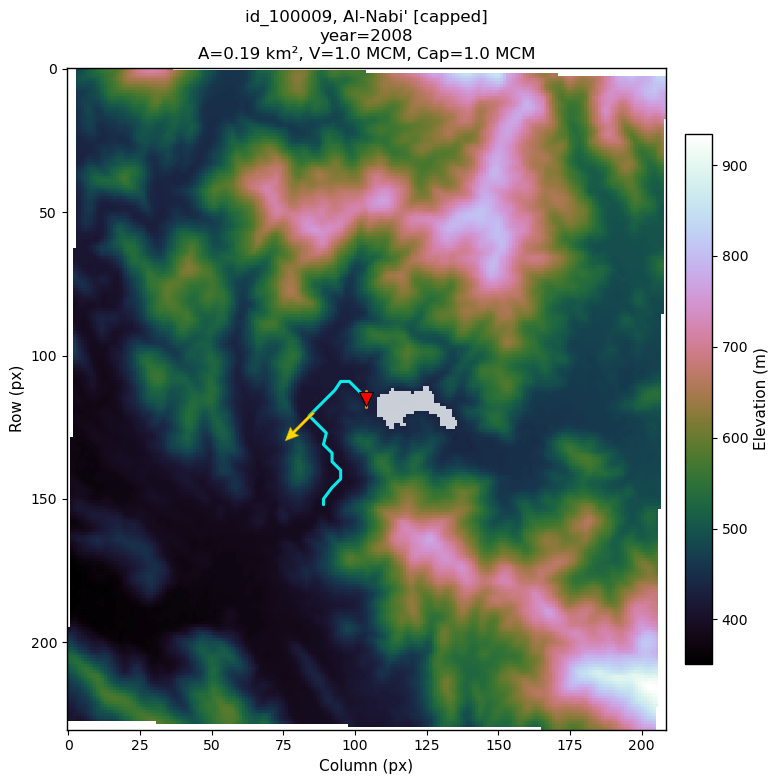 id_100009, Al-Nabi' [capped]
year=2008
A=0.19 km², V=1.0 MCM, Cap=1.0 MCM
0
50
100
150
200
Row (px)
0 25 50 75 100 125 150 175 200
Column (px)
900
800
700
600
500
400
Elevation (m)